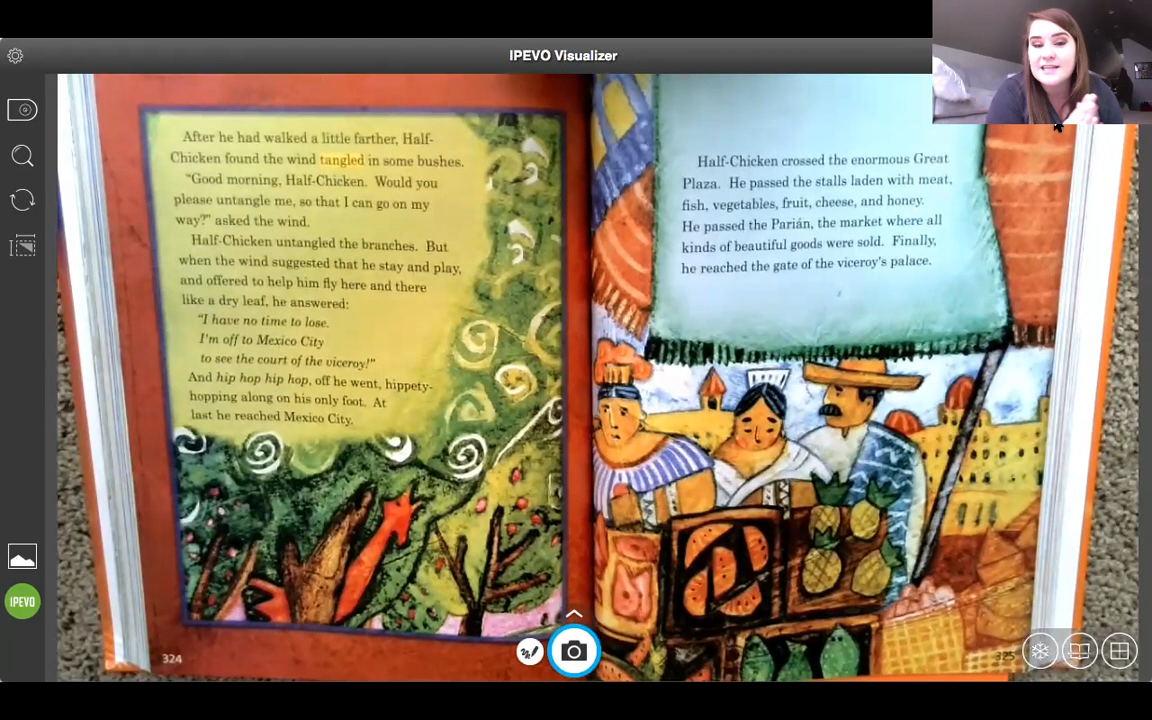 IPEVO Visualizer
After he had walked a little farther, Half-
Chicken found the wind tangled in some bushes.
"Good morning, Half-Chicken. Would you
please untangle me, so that I can go on my
way?" asked the wind.
Half-Chicken untangled the branches. But
when the wind suggested that he stay and play,
and offered to help him fly here and there
like a dry leaf, he answered:
"I have no time to lose.
I'm off to Mexico City
to see the court of the viceroy!"
And hip hop hip hop, off he went, hippety-
hopping along on his only foot. At
last he reached Mexico City.
324
Half-Chicken crossed the enormous Great
Plaza. He passed the stalls laden with meat,
fish, vegetables, fruit, cheese, and honey.
He passed the Parián, the market where all
kinds of beautiful goods were sold. Finally,
he reached the gate of the viceroy's palace.
325
IPEVO